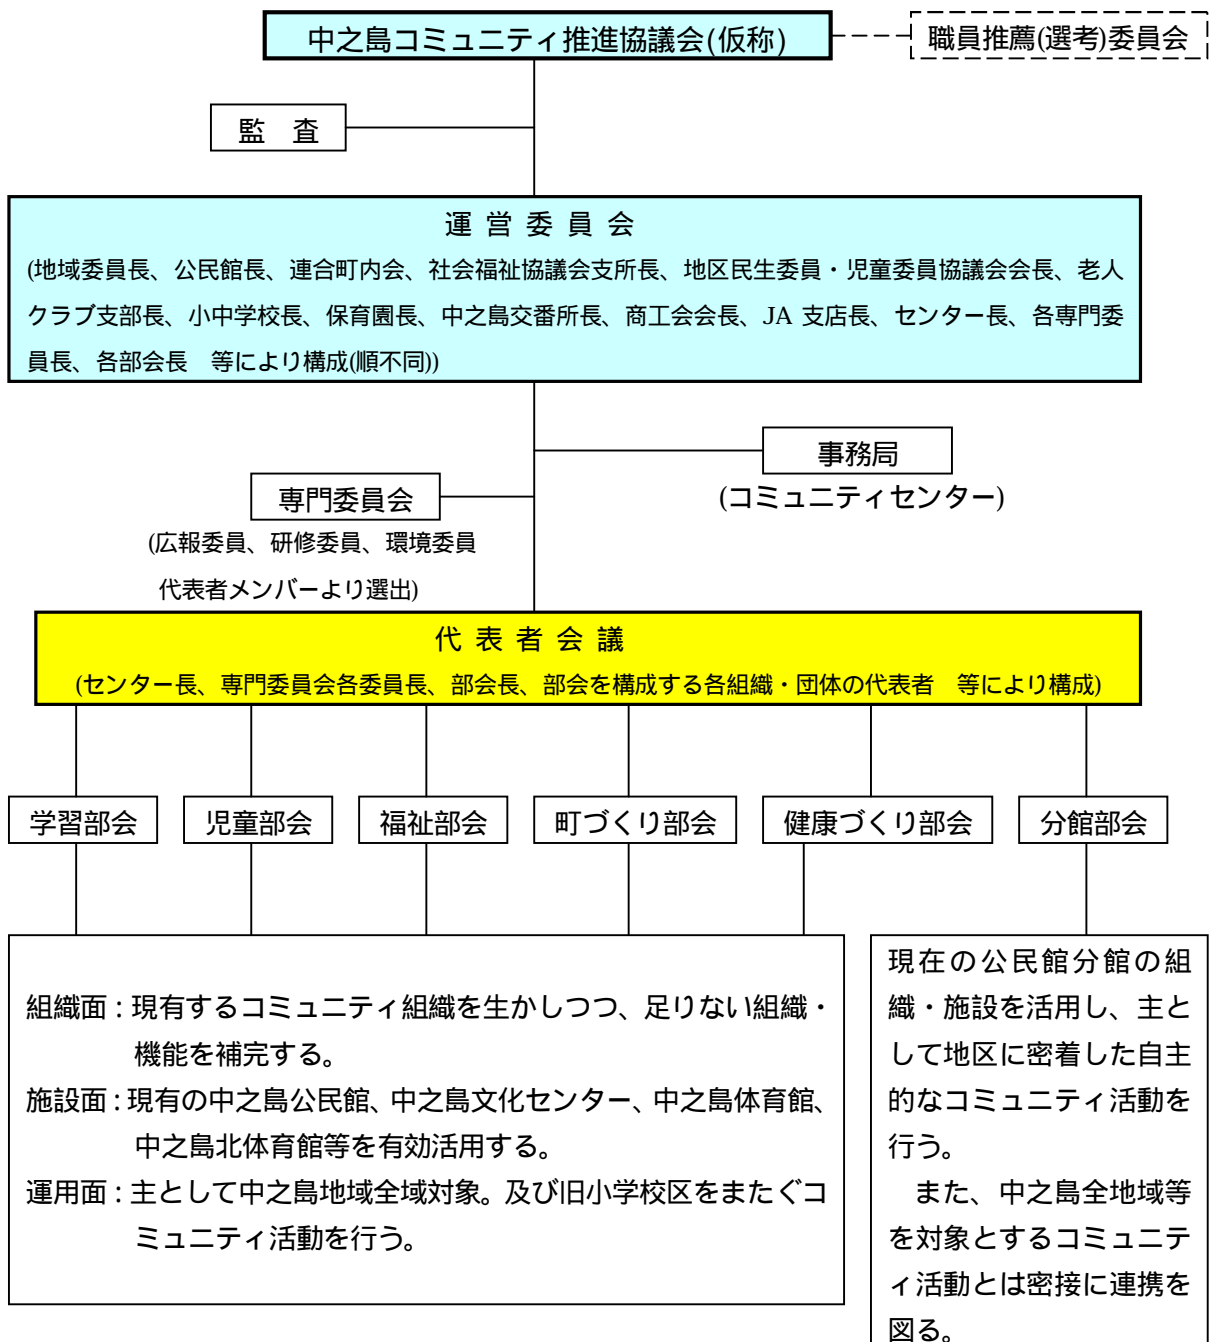 中之島コミュニティ推進協議会(仮称)
職員推薦(選考)委員会
監　査
運 営 委 員 会
(地域委員長、公民館長、連合町内会、社会福祉協議会支所長、地区民生委員・児童委員協議会会長、老人
クラブ支部長、小中学校長、保育園長、中之島交番所長、商工会会長、JA 支店長、センター長、各専門委
員長、各部会長　等により構成(順不同))
事務局
(コミュニティセンター)
専門委員会
(広報委員、研修委員、環境委員
代表者メンバーより選出)
代 表 者 会 議
(センター長、専門委員会各委員長、部会長、部会を構成する各組織・団体の代表者　等により構成)
学習部会
児童部会
福祉部会
町づくり部会
健康づくり部会
分館部会
組織面：現有するコミュニティ組織を生かしつつ、足りない組織・
機能を補完する。
施設面：現有の中之島公民館、中之島文化センター、中之島体育館、
中之島北体育館等を有効活用する。
運用面：主として中之島地域全域対象。及び旧小学校区をまたぐコ
ミュニティ活動を行う。
現在の公民館分館の組
織・施設を活用し、主と
して地区に密着した自主
的なコミュニティ活動を
行う。
また、中之島全地域等
を対象とするコミュニテ
ィ活動とは密接に連携を
図る。